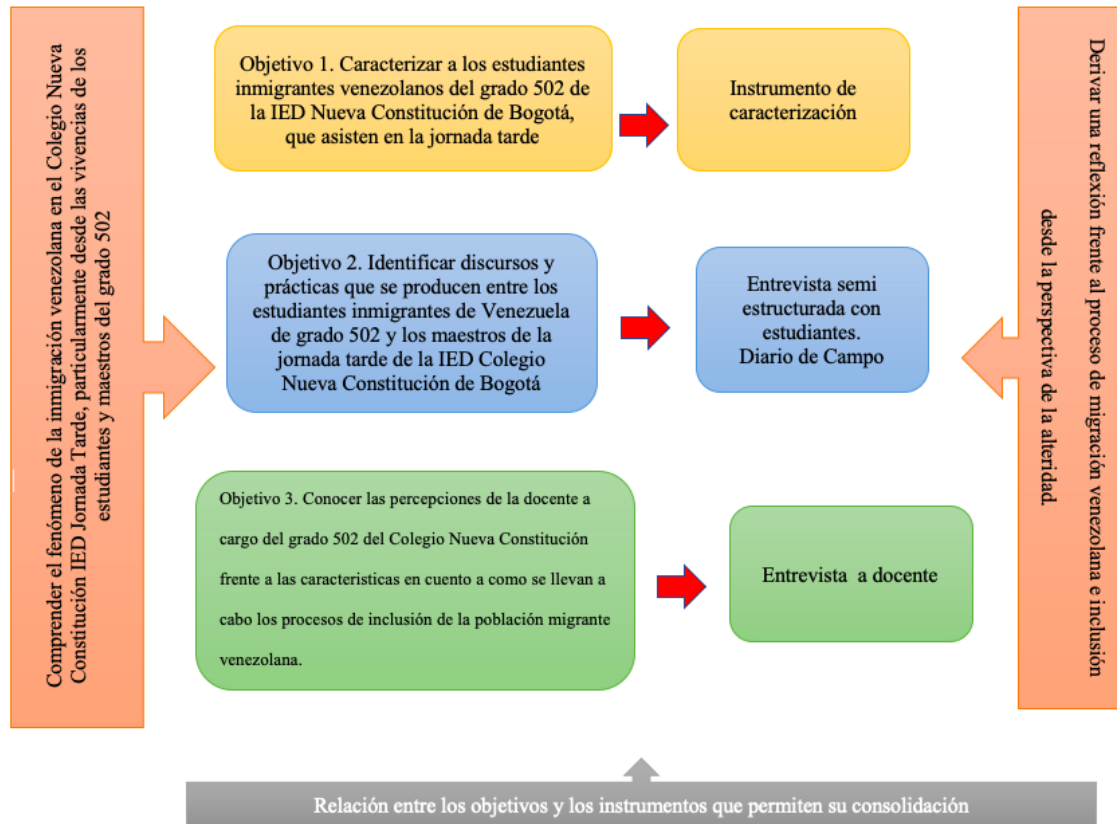 Comprender el fenómeno de la inmigración venezolana en el Colegio Nueva
Constitución IED Jornada Tarde, particularmente desde las vivencias de los
estudiantes y maestros del grado 502
Objetivo 1. Caracterizar a los estudiantes
inmigrantes venezolanos del grado 502 de
la IED Nueva Constitución de Bogotá,
que asisten en la jornada tarde
Instrumento de
caracterización
Objetivo 2. Identificar discursos y
prácticas que se producen entre los
estudiantes inmigrantes de Venezuela
de grado 502 y los maestros de la
jornada tarde de la IED Colegio
Nueva Constitución de Bogotá
Entrevista semi
estructurada con
estudiantes.
Diario de Campo
Objetivo 3. Conocer las percepciones de la docente a
cargo del grado 502 del Colegio Nueva Constitución
frente a las caracteristicas en cuento a como se llevan a
cabo los procesos de inclusión de la población migrante
venezolana.
Entrevista a docente
Derivar una reflexión frente al proceso de migración venezolana e inclusión
desde la perspectiva de la alteridad.
Relación entre los objetivos y los instrumentos que permiten su consolidación